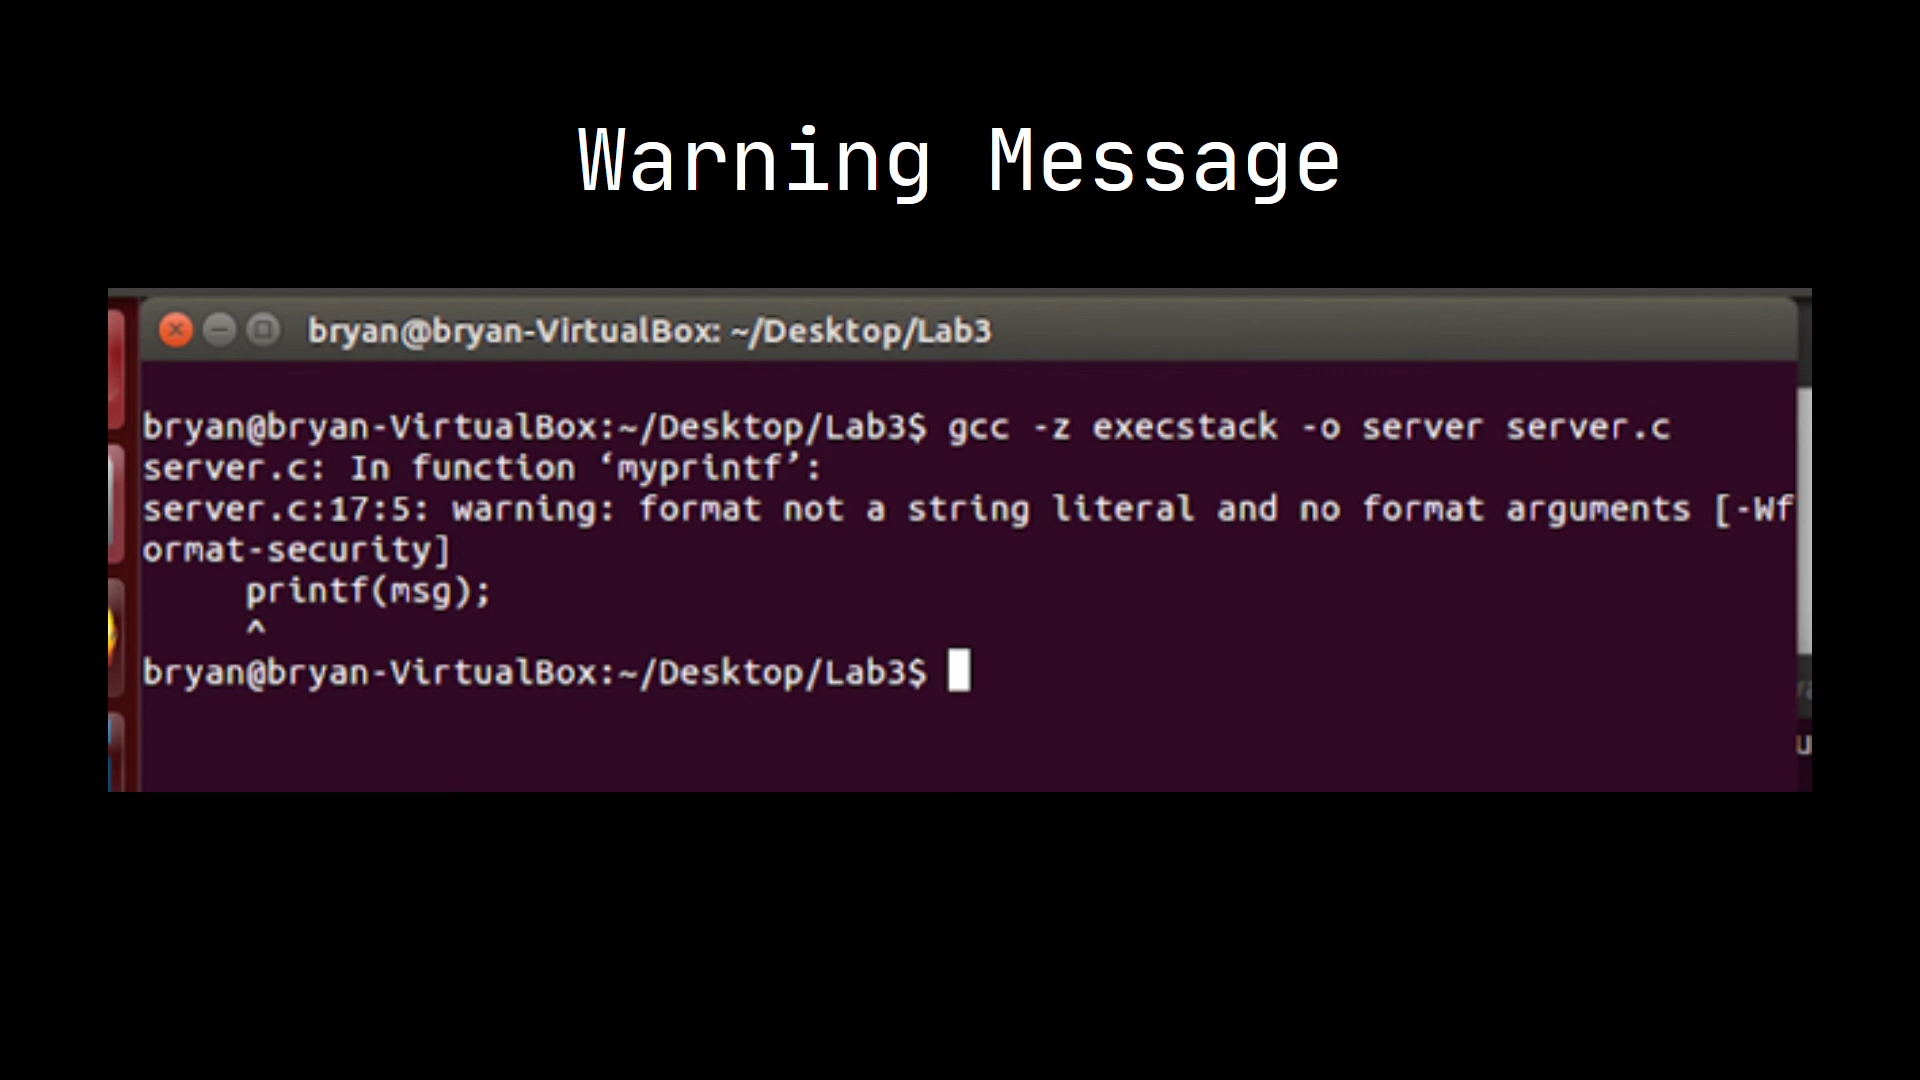 Warning Message
bryan@bryan-VirtualBox: ~/Desktop/Lab3
bryan@bryan-VirtualBox:~/Desktop/Lab3$ gcc -z execstack -o server server.c
server.c: In function ‘myprintf’:
server.c:17:5: warning: format not a string literal and no format arguments [-Wf
ormat-security]
     printf(msg);
     ^
bryan@bryan-VirtualBox:~/Desktop/Lab3$